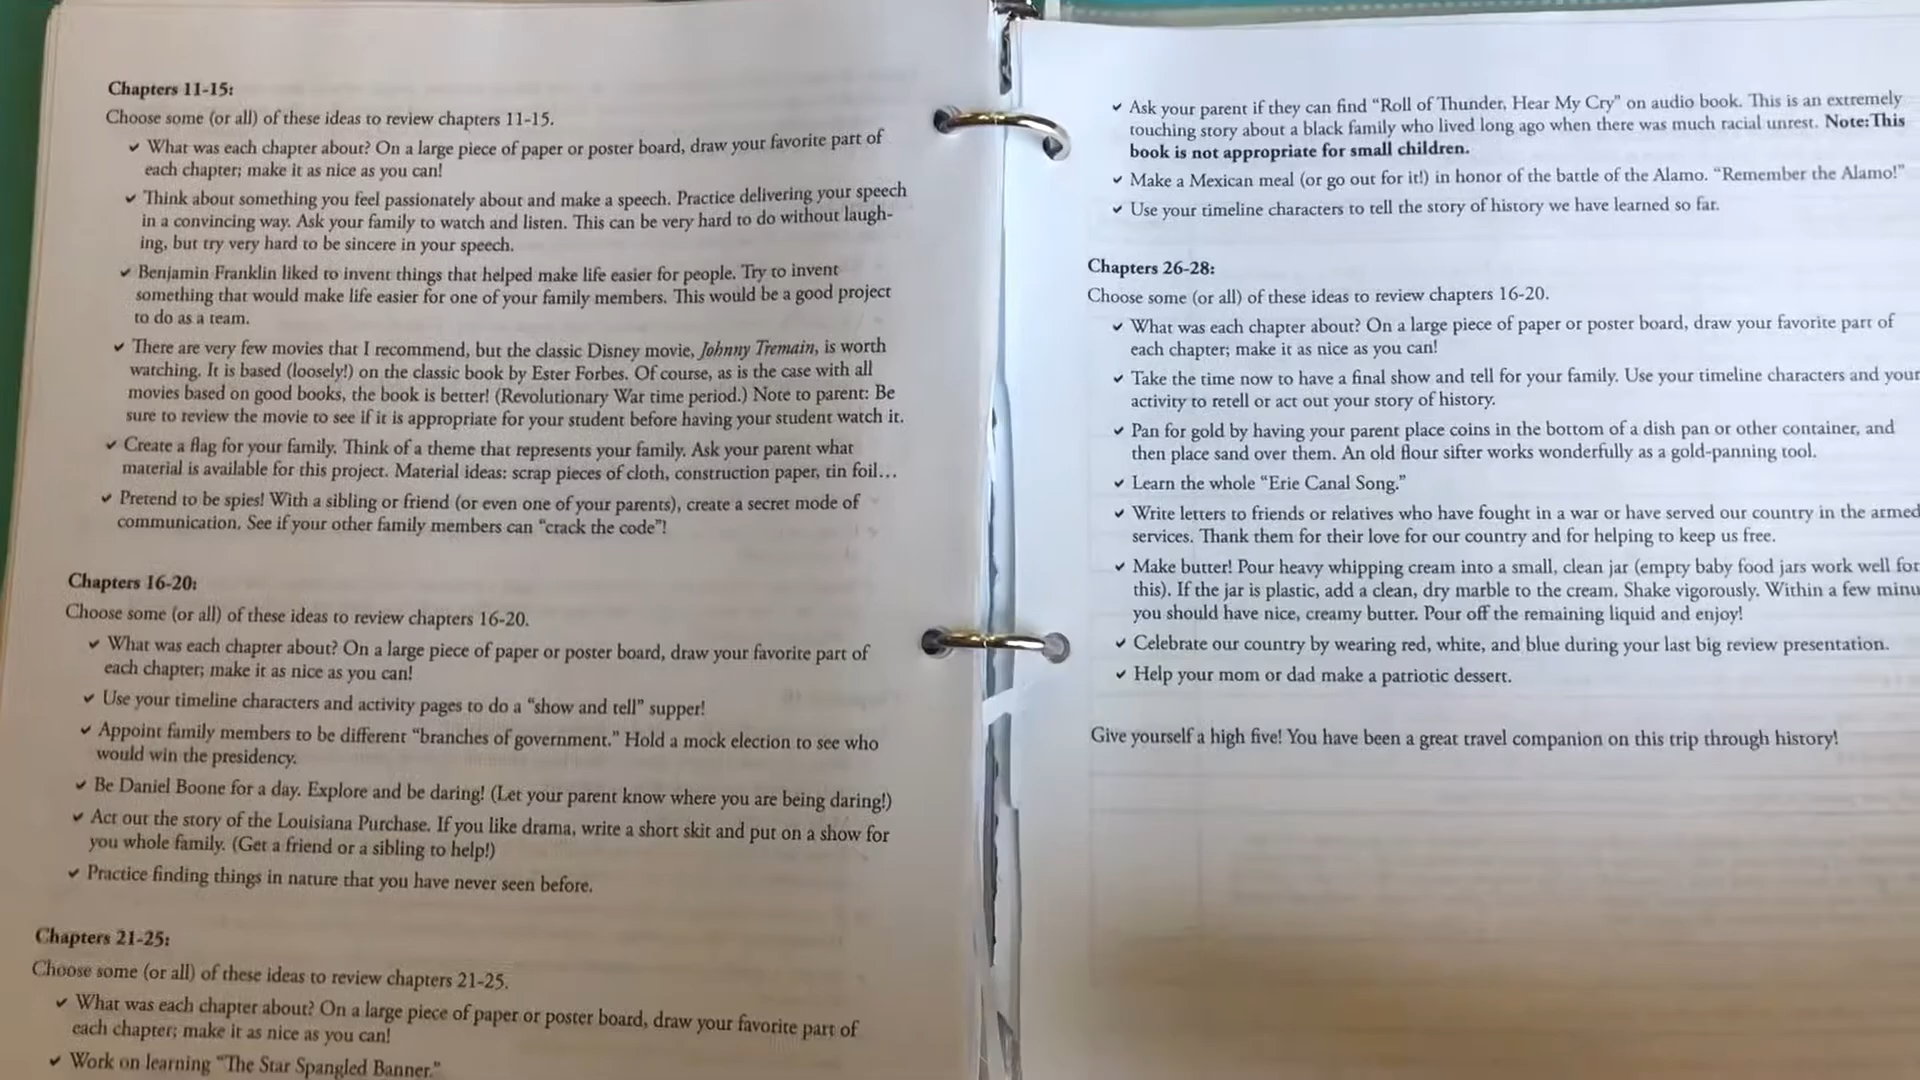 Chapters 11-15:
Choose some (or all) of these ideas to review chapters 11-15.
✓ What was each chapter about? On a large piece of paper or poster board, draw your favorite part of
each chapter; make it as nice as you can!
✓ Think about something you feel passionately about and make a speech. Practice delivering your speech
in a convincing way. Ask your family to watch and listen. This can be very hard to do without laugh-
ing, but try very hard to be sincere in your speech.
✓ Benjamin Franklin liked to invent things that helped make life easier for people. Try to invent
something that would make life easier for one of your family members. This would be a good project
to do as a team.
✓ There are very few movies that I recommend, but the classic Disney movie, Johnny Tremain, is worth
watching. It is based (loosely!) on the classic book by Ester Forbes. Of course, as is the case with all
movies based on good books, the book is better! (Revolutionary War time period.) Note to parent: Be
sure to review the movie to see if it is appropriate for your student before having your student watch it.
✓ Create a flag for your family. Think of a theme that represents your family. Ask your parent what
material is available for this project. Material ideas: scrap pieces of cloth, construction paper, tin foil…
✓ Pretend to be spies! With a sibling or friend (or even one of your parents), create a secret mode of
communication. See if your other family members can “crack the code”!
Chapters 16-20:
Choose some (or all) of these ideas to review chapters 16-20.
✓ What was each chapter about? On a large piece of paper or poster board, draw your favorite part of
each chapter; make it as nice as you can!
✓ Use your timeline characters and activity pages to do a “show and tell” supper!
✓ Appoint family members to be different “branches of government.” Hold a mock election to see who
would win the presidency.
✓ Be Daniel Boone for a day. Explore and be daring! (Let your parent know where you are being daring!)
✓ Act out the story of the Louisiana Purchase. If you like drama, write a short skit and put on a show for
you whole family. (Get a friend or a sibling to help!)
✓ Practice finding things in nature that you have never seen before.
Chapters 21-25:
Choose some (or all) of these ideas to review chapters 21-25.
✓ What was each chapter about? On a large piece of paper or poster board, draw your favorite part of
each chapter; make it as nice as you can!
✓ Work on learning “The Star Spangled Banner.”
✓ Ask your parent if they can find “Roll of Thunder, Hear My Cry” on audio book. This is an extremely
touching story about a black family who lived long ago when there was much racial unrest. Note:This
book is not appropriate for small children.
✓ Make a Mexican meal (or go out for it!) in honor of the battle of the Alamo. “Remember the Alamo!”
✓ Use your timeline characters to tell the story of history we have learned so far.
Chapters 26-28:
Choose some (or all) of these ideas to review chapters 16-20.
✓ What was each chapter about? On a large piece of paper or poster board, draw your favorite part of
each chapter; make it as nice as you can!
✓ Take the time now to have a final show and tell for your family. Use your timeline characters and your
activity to retell or act out your story of history.
✓ Pan for gold by having your parent place coins in the bottom of a dish pan or other container, and
then place sand over them. An old flour sifter works wonderfully as a gold-panning tool.
✓ Learn the whole “Erie Canal Song.”
✓ Write letters to friends or relatives who have fought in a war or have served our country in the armed
services. Thank them for their love for our country and for helping to keep us free.
✓ Make butter! Pour heavy whipping cream into a small, clean jar (empty baby food jars work well for
this). If the jar is plastic, add a clean, dry marble to the cream. Shake vigorously. Within a few minu
you should have nice, creamy butter. Pour off the remaining liquid and enjoy!
✓ Celebrate our country by wearing red, white, and blue during your last big review presentation.
✓ Help your mom or dad make a patriotic dessert.
Give yourself a high five! You have been a great travel companion on this trip through history!